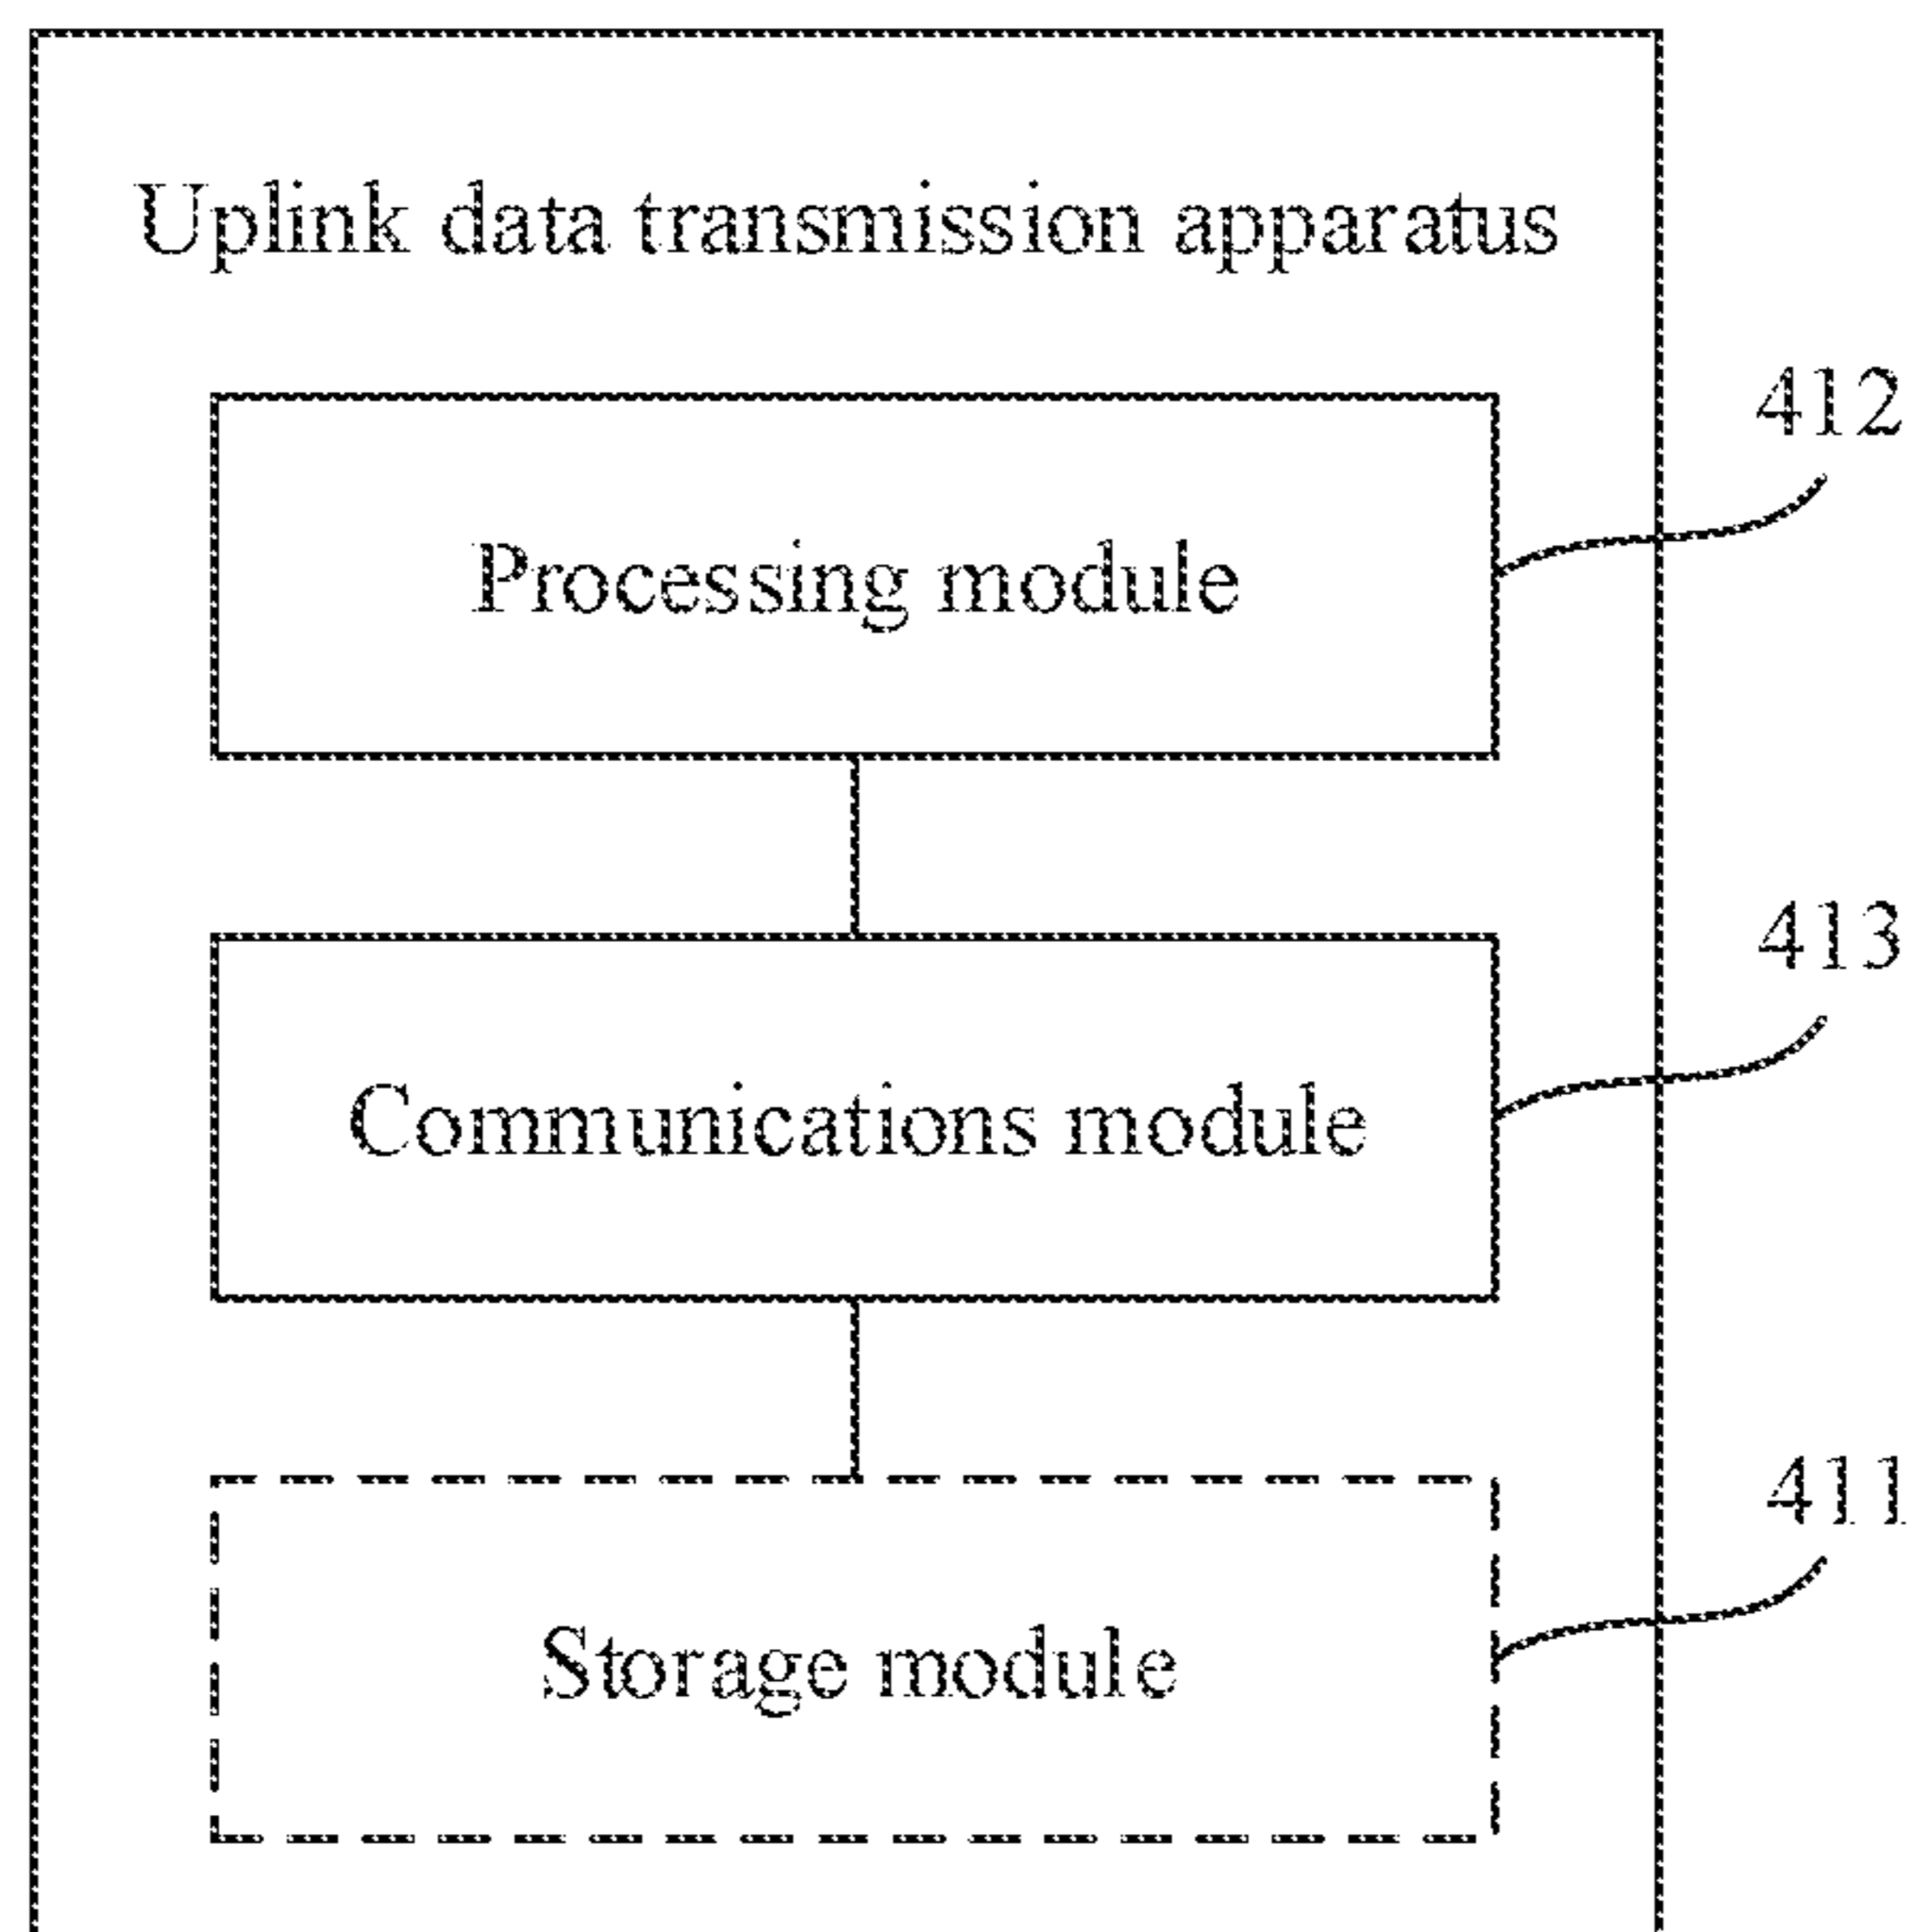 Uplink data transmission apparatus
412
Processing module
413
Communications module
411
Storage module